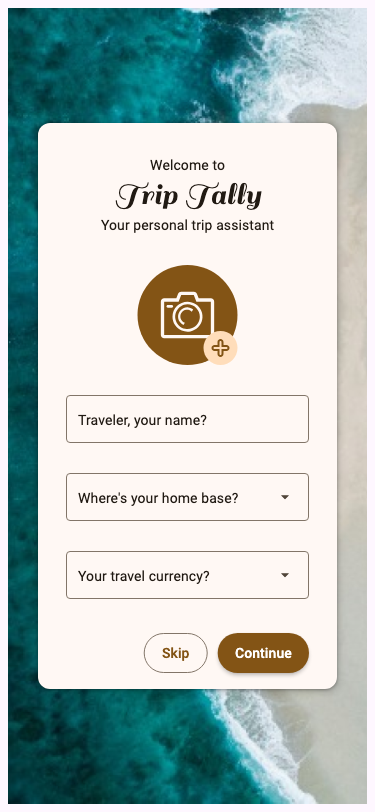 Welcome to
Trip Tally
Your personal trip assistant
Traveler, your name?
Where's your home base?
Your travel currency?
Skip
Continue